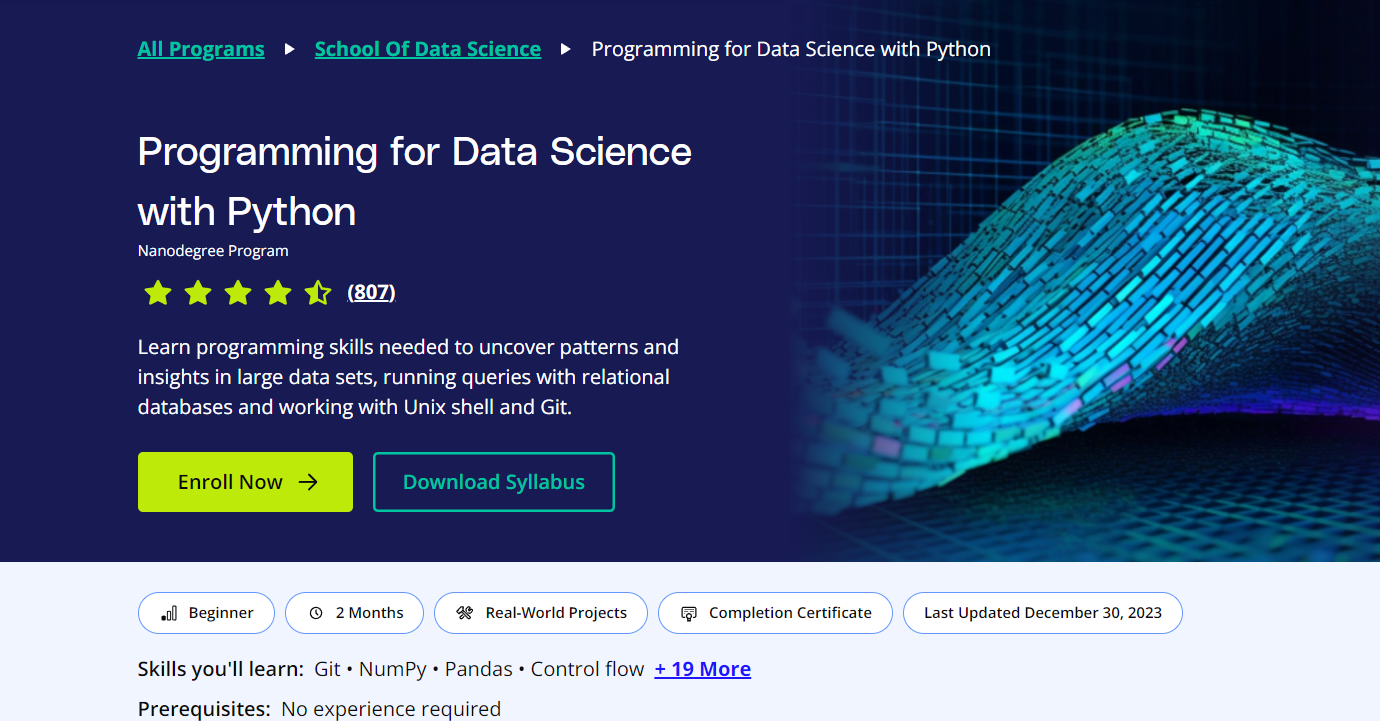 All Programs School Of Data Science Programming for Data Science with Python
Programming for Data Science
with Python
Nanodegree Program
(807)
Learn programming skills needed to uncover patterns and
insights in large data sets, running queries with relational
databases and working with Unix shell and Git.
Enroll Now → Download Syllabus
Beginner 2 Months Real-World Projects Completion Certificate Last Updated December 30, 2023
Skills you'll learn: Git • NumPy • Pandas • Control flow + 19 More
Prerequisites: No experience required